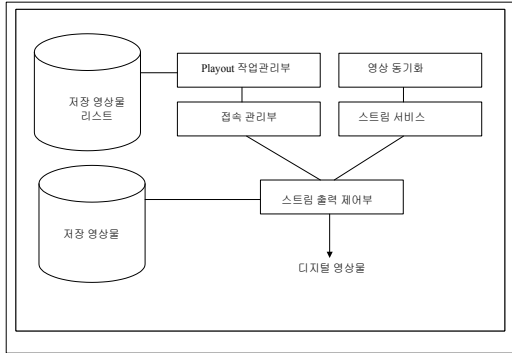 저장 영상물
리스트
Playout 작업관리부
영상 동기화
접속 관리부
스트림 서비스
저장 영상물
스트림 출력 제어부
디지털 영상물